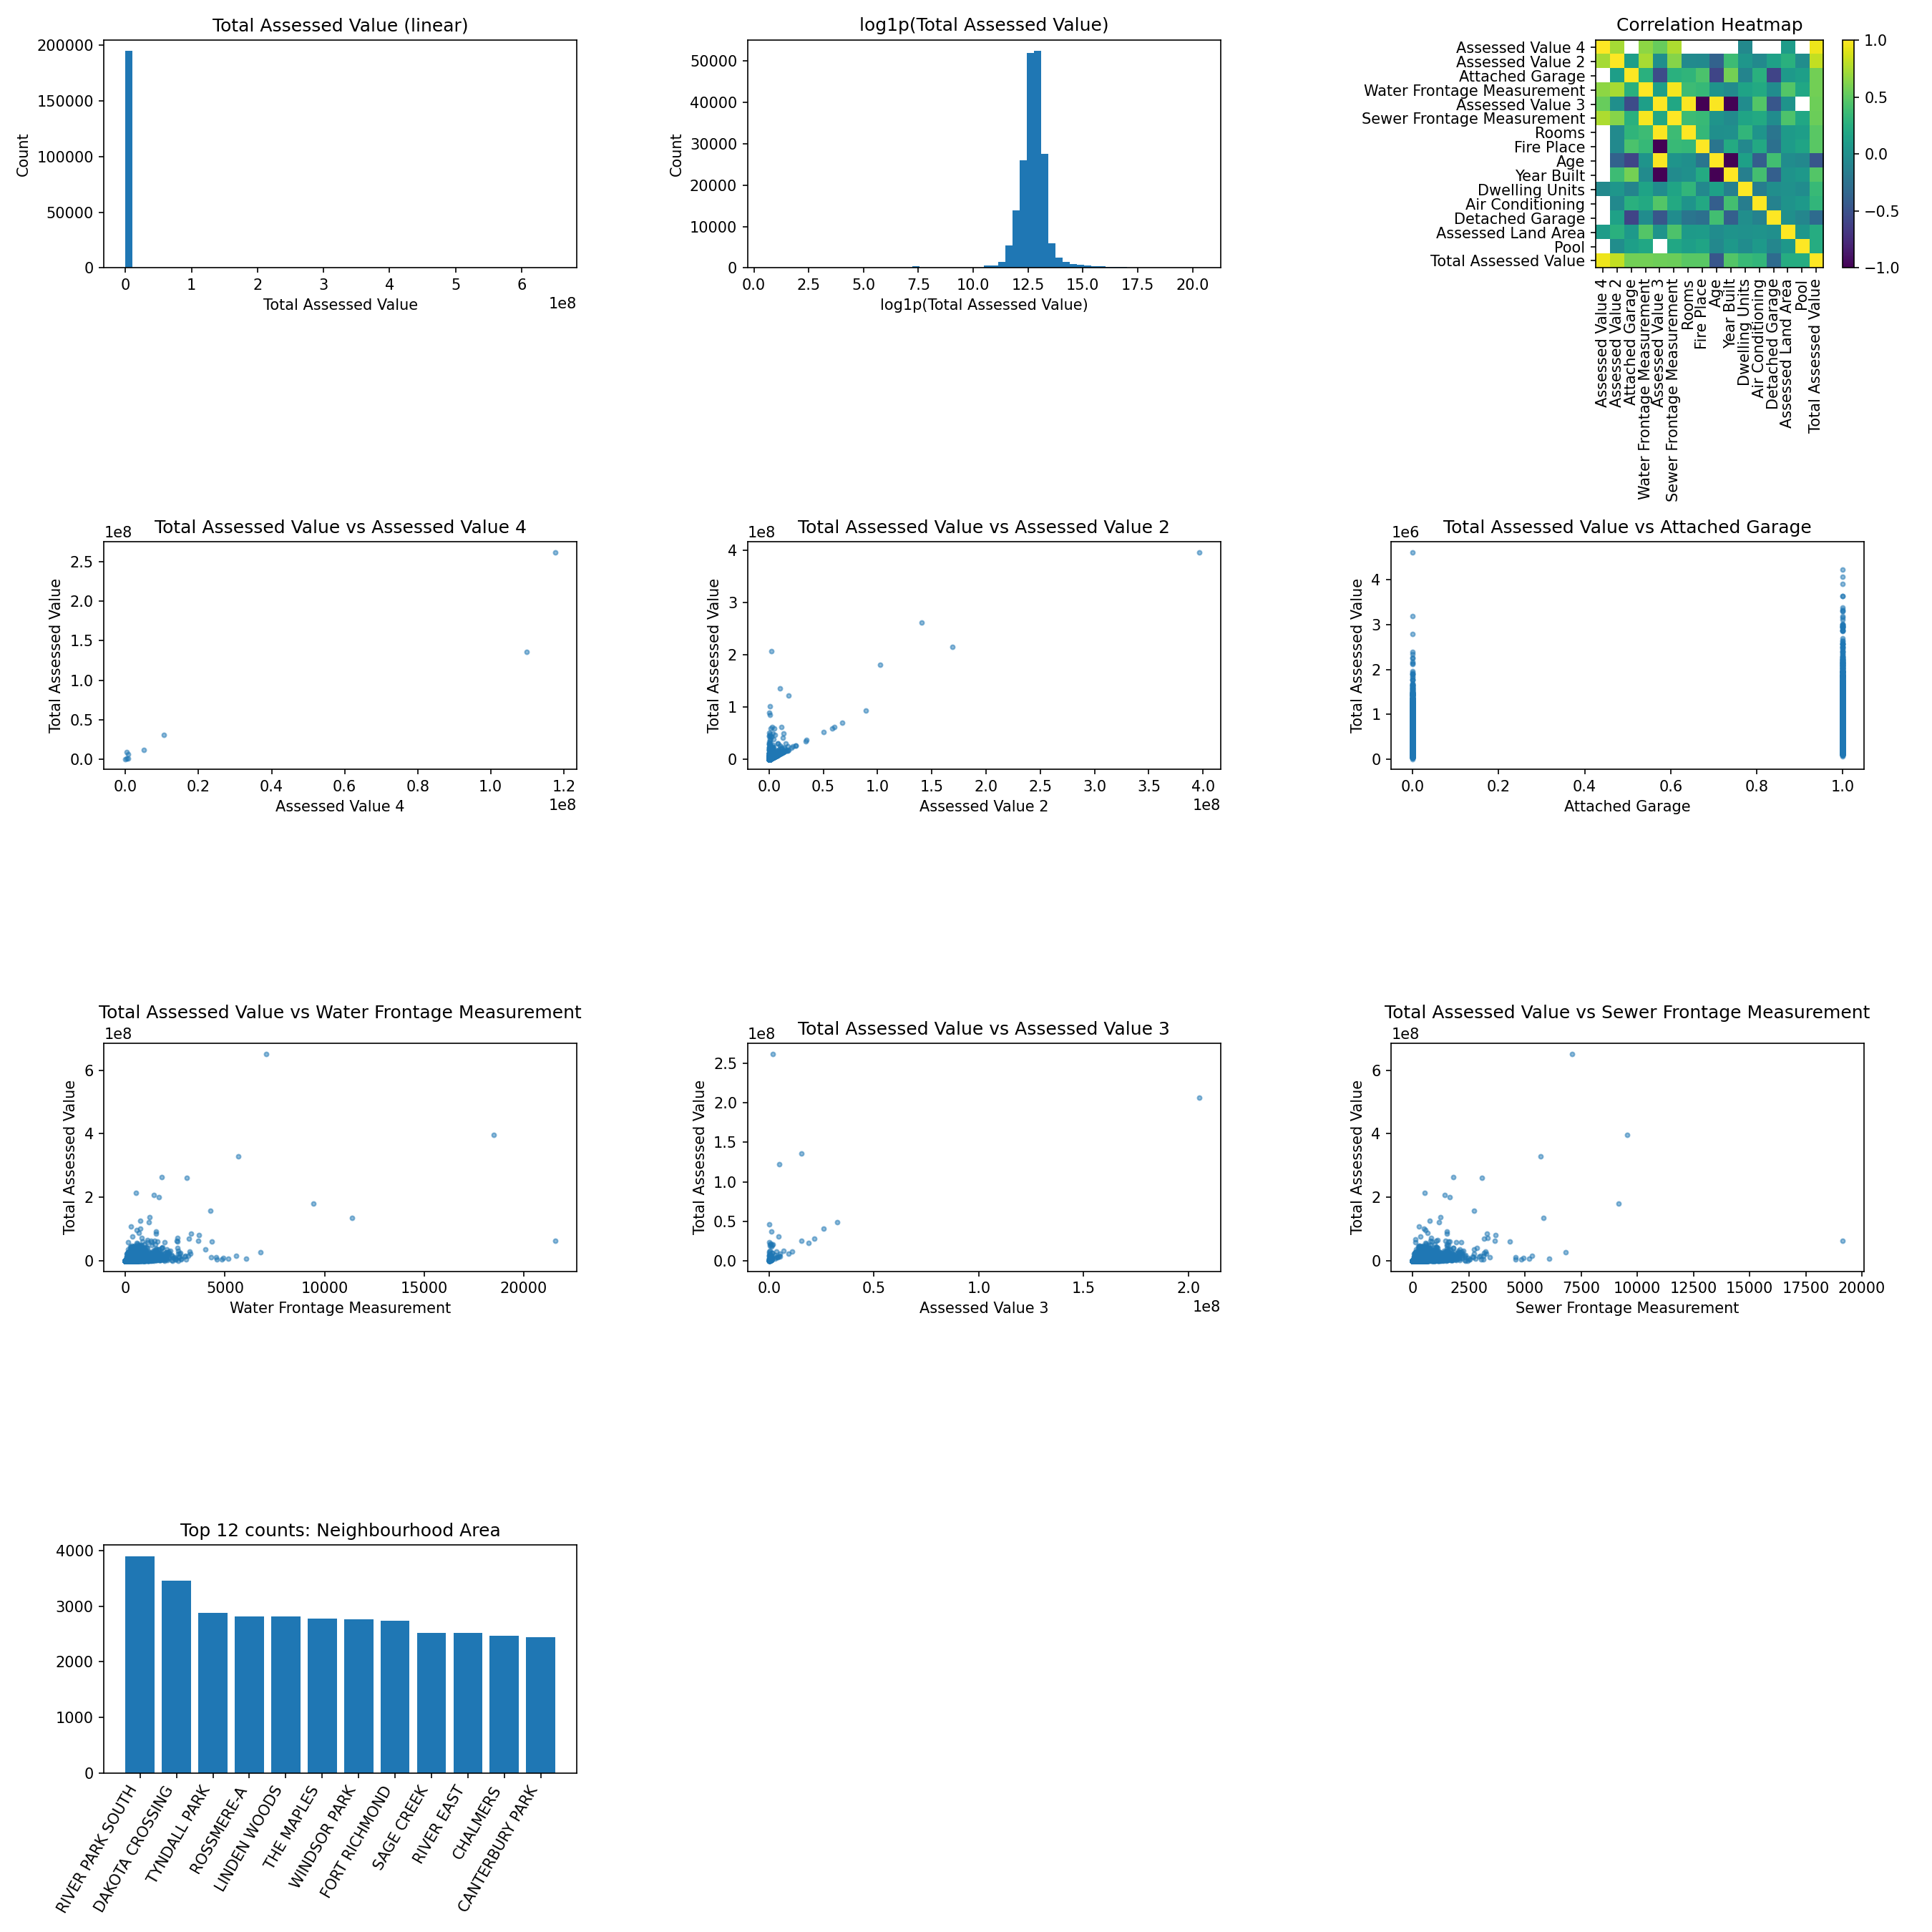 Total Assessed Value (linear)
200000
150000
100000
50000
0
Count
0 1 2 3 4 5 6
1e8
Total Assessed Value
log1p(Total Assessed Value)
50000
40000
30000
20000
10000
0
Count
0.0 2.5 5.0 7.5 10.0 12.5 15.0 17.5 20.0
log1p(Total Assessed Value)
Correlation Heatmap
Assessed Value 4
Assessed Value 2
Attached Garage
Water Frontage Measurement
Assessed Value 3
Sewer Frontage Measurement
Rooms
Fire Place
Age
Year Built
Dwelling Units
Air Conditioning
Detached Garage
Assessed Land Area
Pool
Total Assessed Value
Assessed Value 4
Assessed Value 2
Attached Garage
Water Frontage Measurement
Assessed Value 3
Sewer Frontage Measurement
Rooms
Fire Place
Age
Year Built
Dwelling Units
Air Conditioning
Detached Garage
Assessed Land Area
Pool
Total Assessed Value
1.0
0.5
0.0
−0.5
−1.0
Total Assessed Value vs Assessed Value 4
1e8
2.5
2.0
1.5
1.0
0.5
0.0
Total Assessed Value
0.0 0.2 0.4 0.6 0.8 1.0 1.2
1e8
Assessed Value 4
Total Assessed Value vs Assessed Value 2
1e8
4
3
2
1
0
Total Assessed Value
0.0 0.5 1.0 1.5 2.0 2.5 3.0 3.5 4.0
1e8
Assessed Value 2
Total Assessed Value vs Attached Garage
1e6
4
3
2
1
0
Total Assessed Value
0.0 0.2 0.4 0.6 0.8 1.0
Attached Garage
Total Assessed Value vs Water Frontage Measurement
1e8
6
4
2
0
Total Assessed Value
0 5000 10000 15000 20000
Water Frontage Measurement
Total Assessed Value vs Assessed Value 3
1e8
2.5
2.0
1.5
1.0
0.5
0.0
Total Assessed Value
0.0 0.5 1.0 1.5 2.0
1e8
Assessed Value 3
Total Assessed Value vs Sewer Frontage Measurement
1e8
6
4
2
0
Total Assessed Value
0 2500 5000 7500 10000 12500 15000 17500 20000
Sewer Frontage Measurement
Top 12 counts: Neighbourhood Area
4000
3000
2000
1000
0
RIVER PARK SOUTH
DAKOTA CROSSING
TYNDALL PARK
ROSSMERE-A
LINDEN WOODS
THE MAPLES
WINDSOR PARK
FORT RICHMOND
SAGE CREEK
RIVER EAST
CHALMERS
CANTERBURY PARK